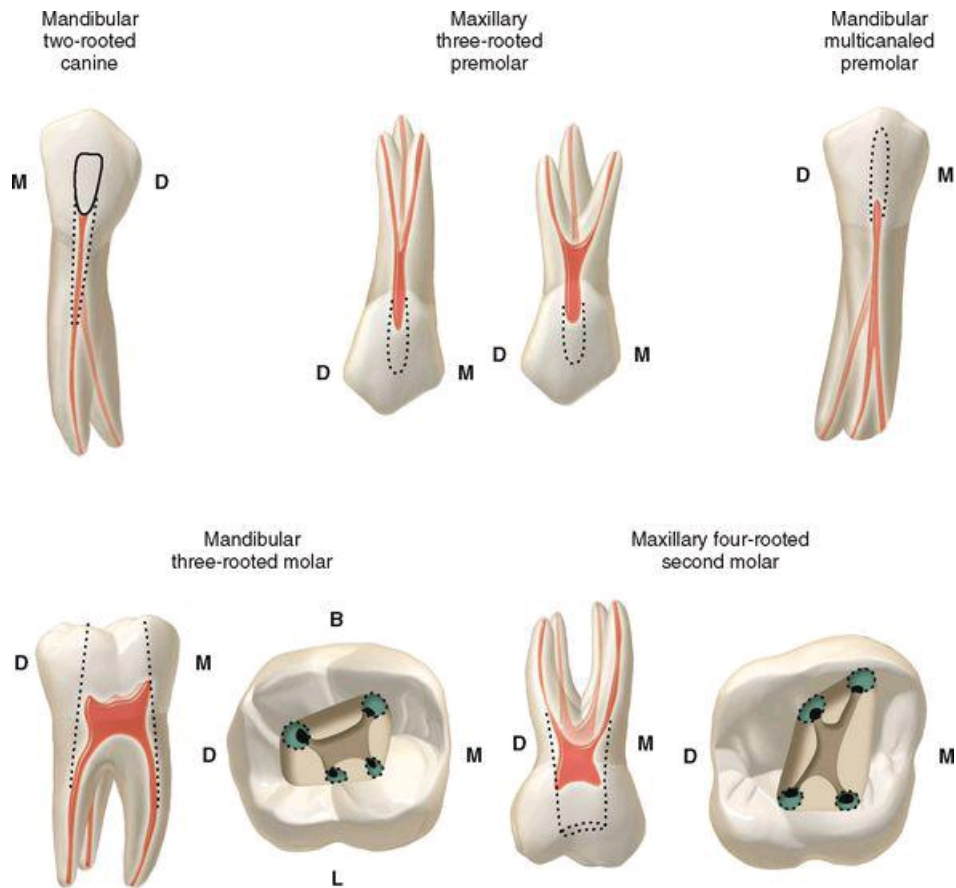 Mandibular
two-rooted
canine
Maxillary
three-rooted
premolar
Mandibular
multicanaled
premolar
M
D
D
M
D
M
D
M
Mandibular
three-rooted molar
Maxillary four-rooted
second molar
B
D
M
D
M
D
M
D
M
L